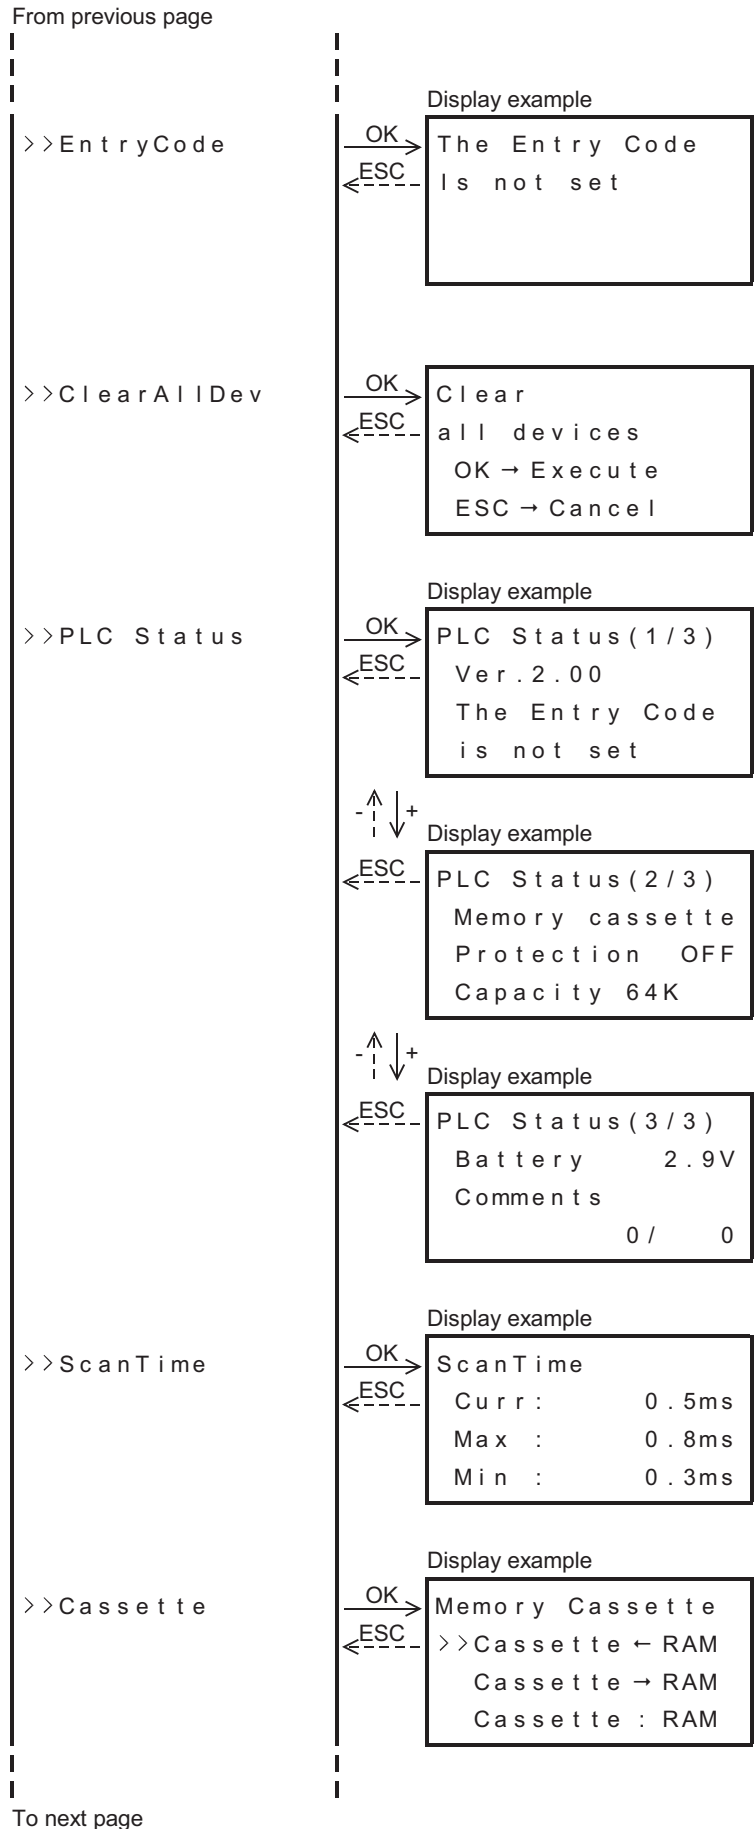 From previous page
Display example
>>EntryCode
OK
ESC
The Entry Code
Is not set
>>ClearAllDev
OK
ESC
Clear
all devices
OK → Execute
ESC → Cancel
Display example
>>PLC Status
OK
ESC
PLC Status(1/3)
Ver.2.00
The Entry Code
is not set
- +
Display example
ESC
PLC Status(2/3)
Memory cassette
Protection OFF
Capacity 64K
- +
Display example
ESC
PLC Status(3/3)
Battery 2.9V
Comments
0/ 0
Display example
>>ScanTime
OK
ESC
ScanTime
Curr: 0.5ms
Max : 0.8ms
Min : 0.3ms
Display example
>>Cassette
OK
ESC
Memory Cassette
>>Cassette ← RAM
Cassette → RAM
Cassette : RAM
To next page